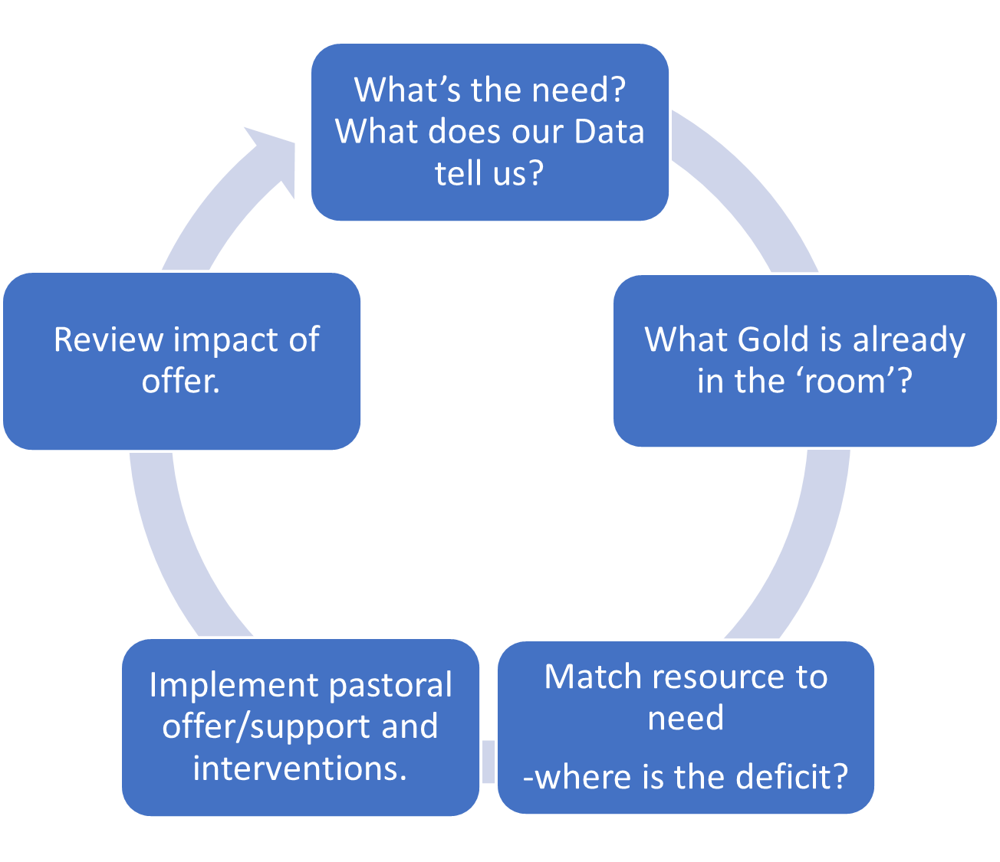 What’s the need?
What does our Data
tell us?
What Gold is already
in the ‘room’?
Match resource to
need
-where is the deficit?
Implement pastoral
offer/support and
interventions.
Review impact of
offer.